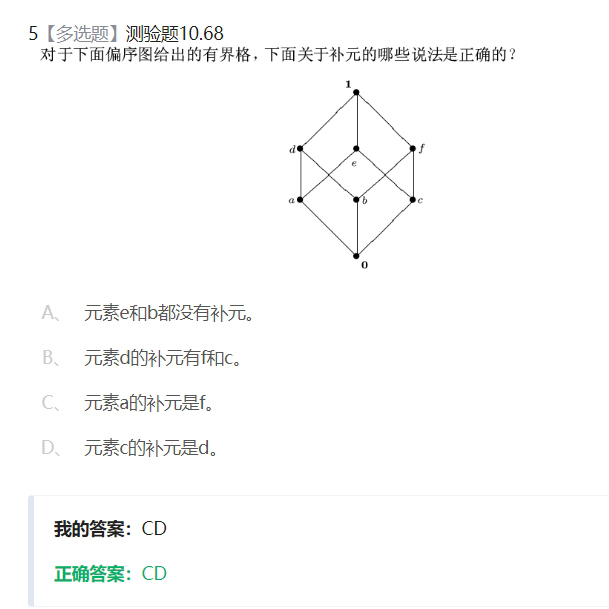 5【多选题】测验题10.68
对于下面偏序图给出的有界格，下面关于补元的哪些说法是正确的？
1
d
f
e
a
b
c
0
A、 元素e和b都没有补元。
B、 元素d的补元有f和c。
C、 元素a的补元是f。
D、 元素c的补元是d。
我的答案：CD
正确答案：CD